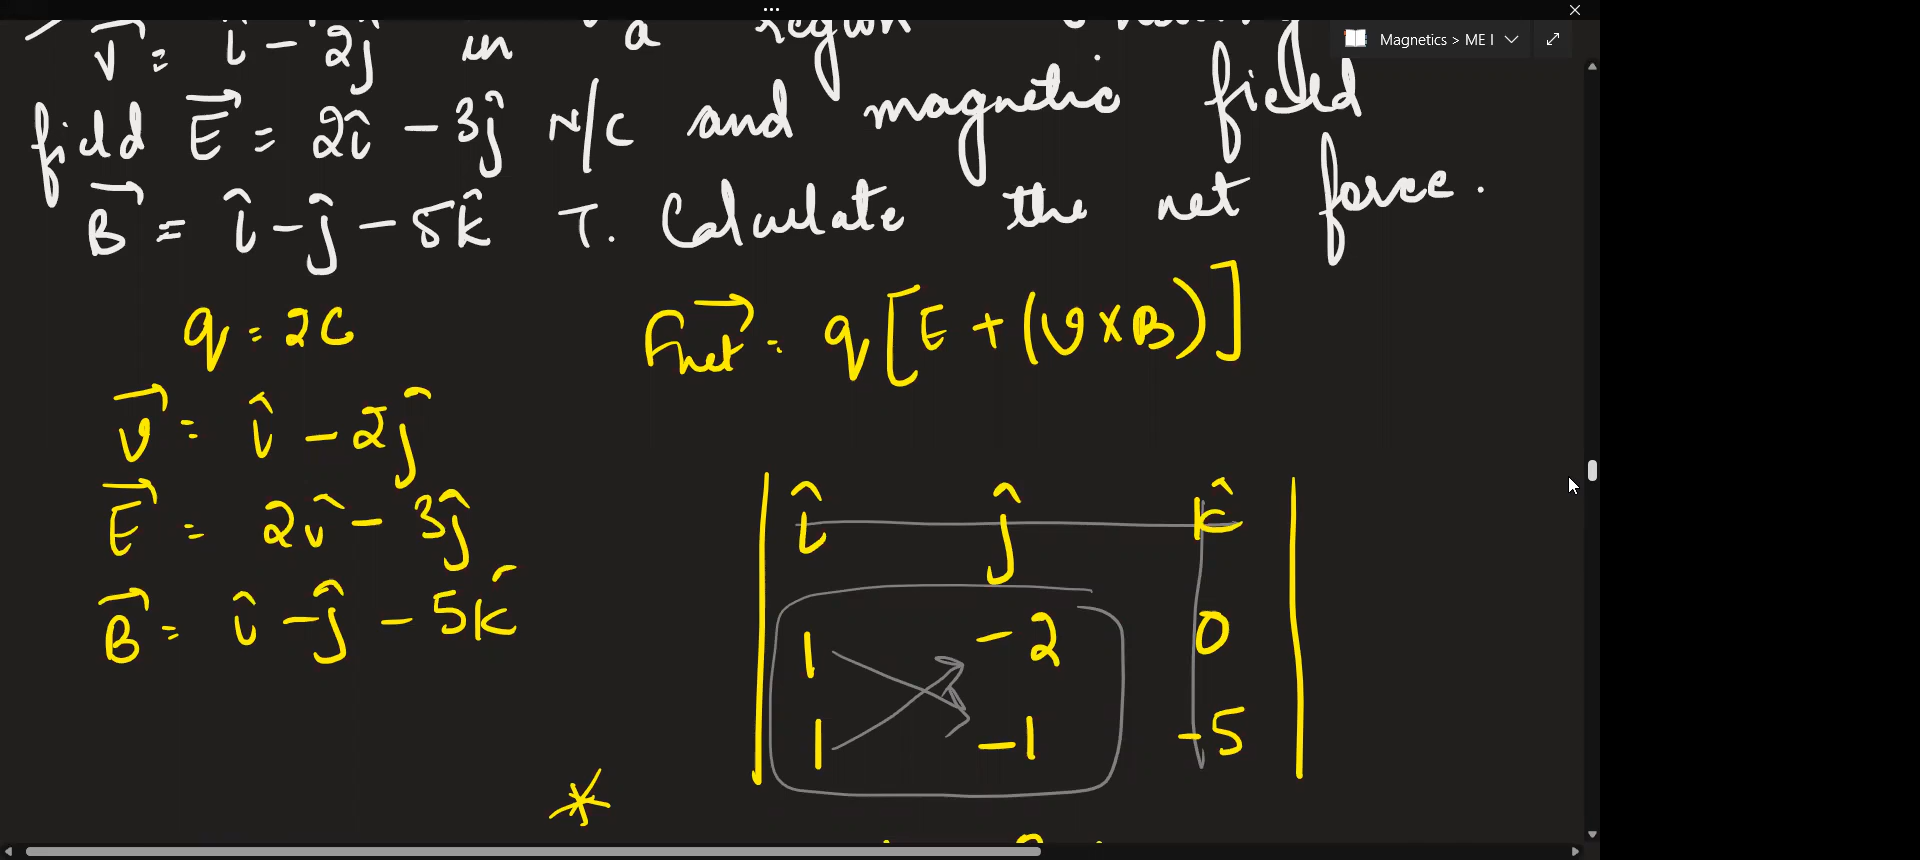 Magnetics > ME I
v = î - 2ĵ in a region
field E = 2î - 3ĵ N/C and magnetic field
B = î - ĵ - 5k̂ T. Calculate the net force.
q = 2C
Fnet = q[E + (v×B)]
v = î - 2ĵ
E = 2î - 3ĵ
B = î - ĵ - 5k̂
î ĵ k̂
1 -2 0
1 -1 -5
*